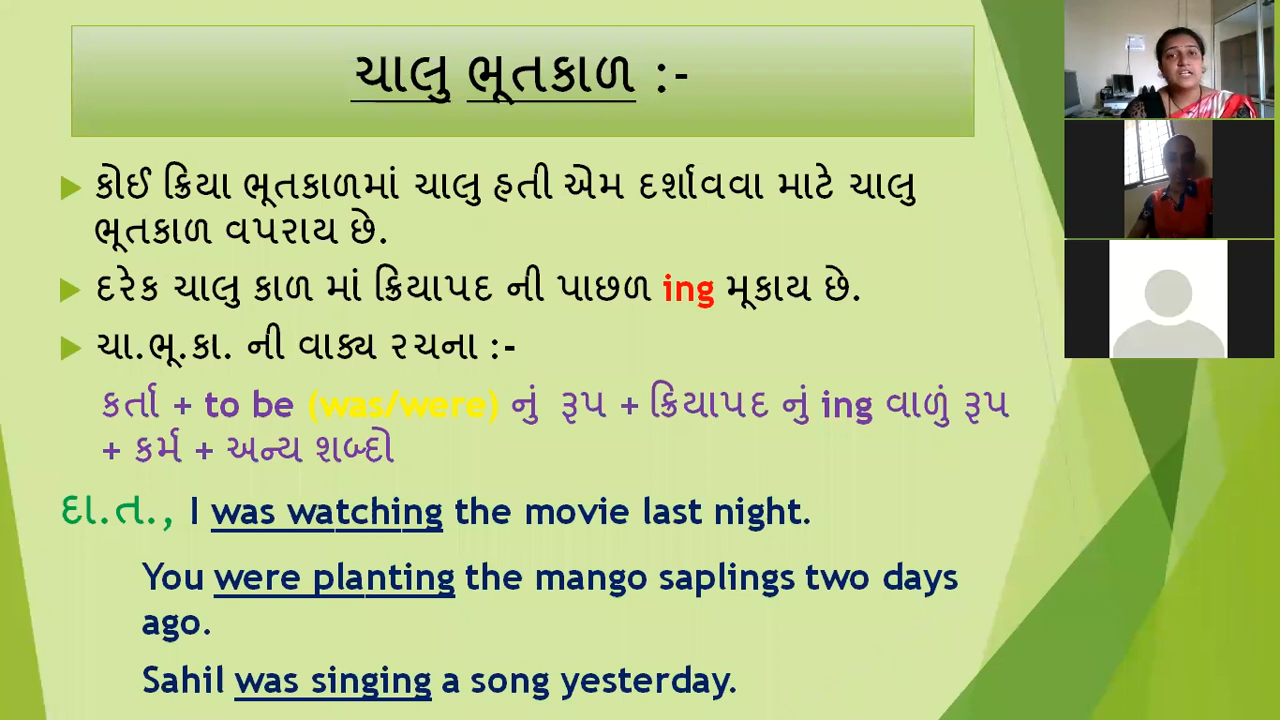 ચાલુ ભૂતકાળ :-
કોઈ ક્રિયા ભૂતકાળમાં ચાલુ હતી એમ દર્શાવવા માટે ચાલુ
ભૂતકાળ વપરાય છે.
દરેક ચાલુ કાળ માં ક્રિયાપદ ની પાછળ ing મૂકાય છે.
ચા.ભૂ.કા. ની વાક્ય રચના :-
કર્તા + to be (was/were) નું રૂપ + ક્રિયાપદ નું ing વાળું રૂપ
+ કર્મ + અન્ય શબ્દો
દા.ત., I was watching the movie last night.
You were planting the mango saplings two days
ago.
Sahil was singing a song yesterday.